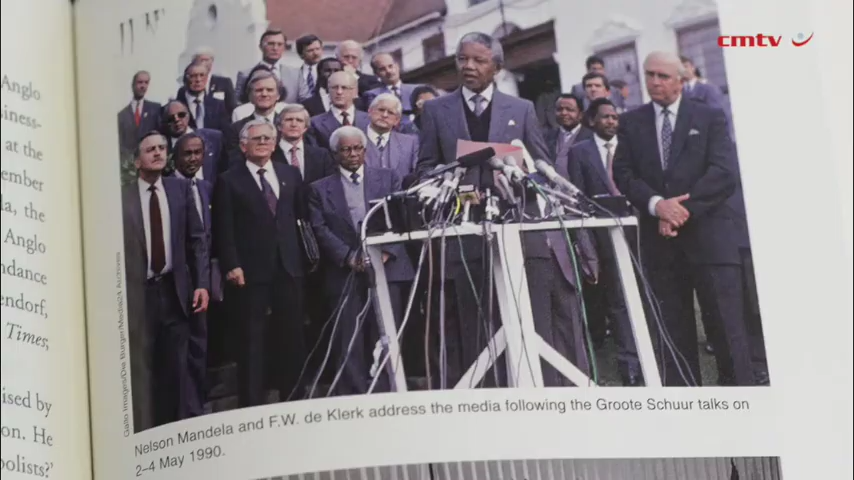 cmtv
Anglo
siness-
at the
ember
la, the
Anglo
ndance
endorf,
Times,
ised by
on. He
polists?'
Gallo Images/Die Burger/Media24 Archives
Nelson Mandela and F.W. de Klerk address the media following the Groote Schuur talks on
2–4 May 1990.